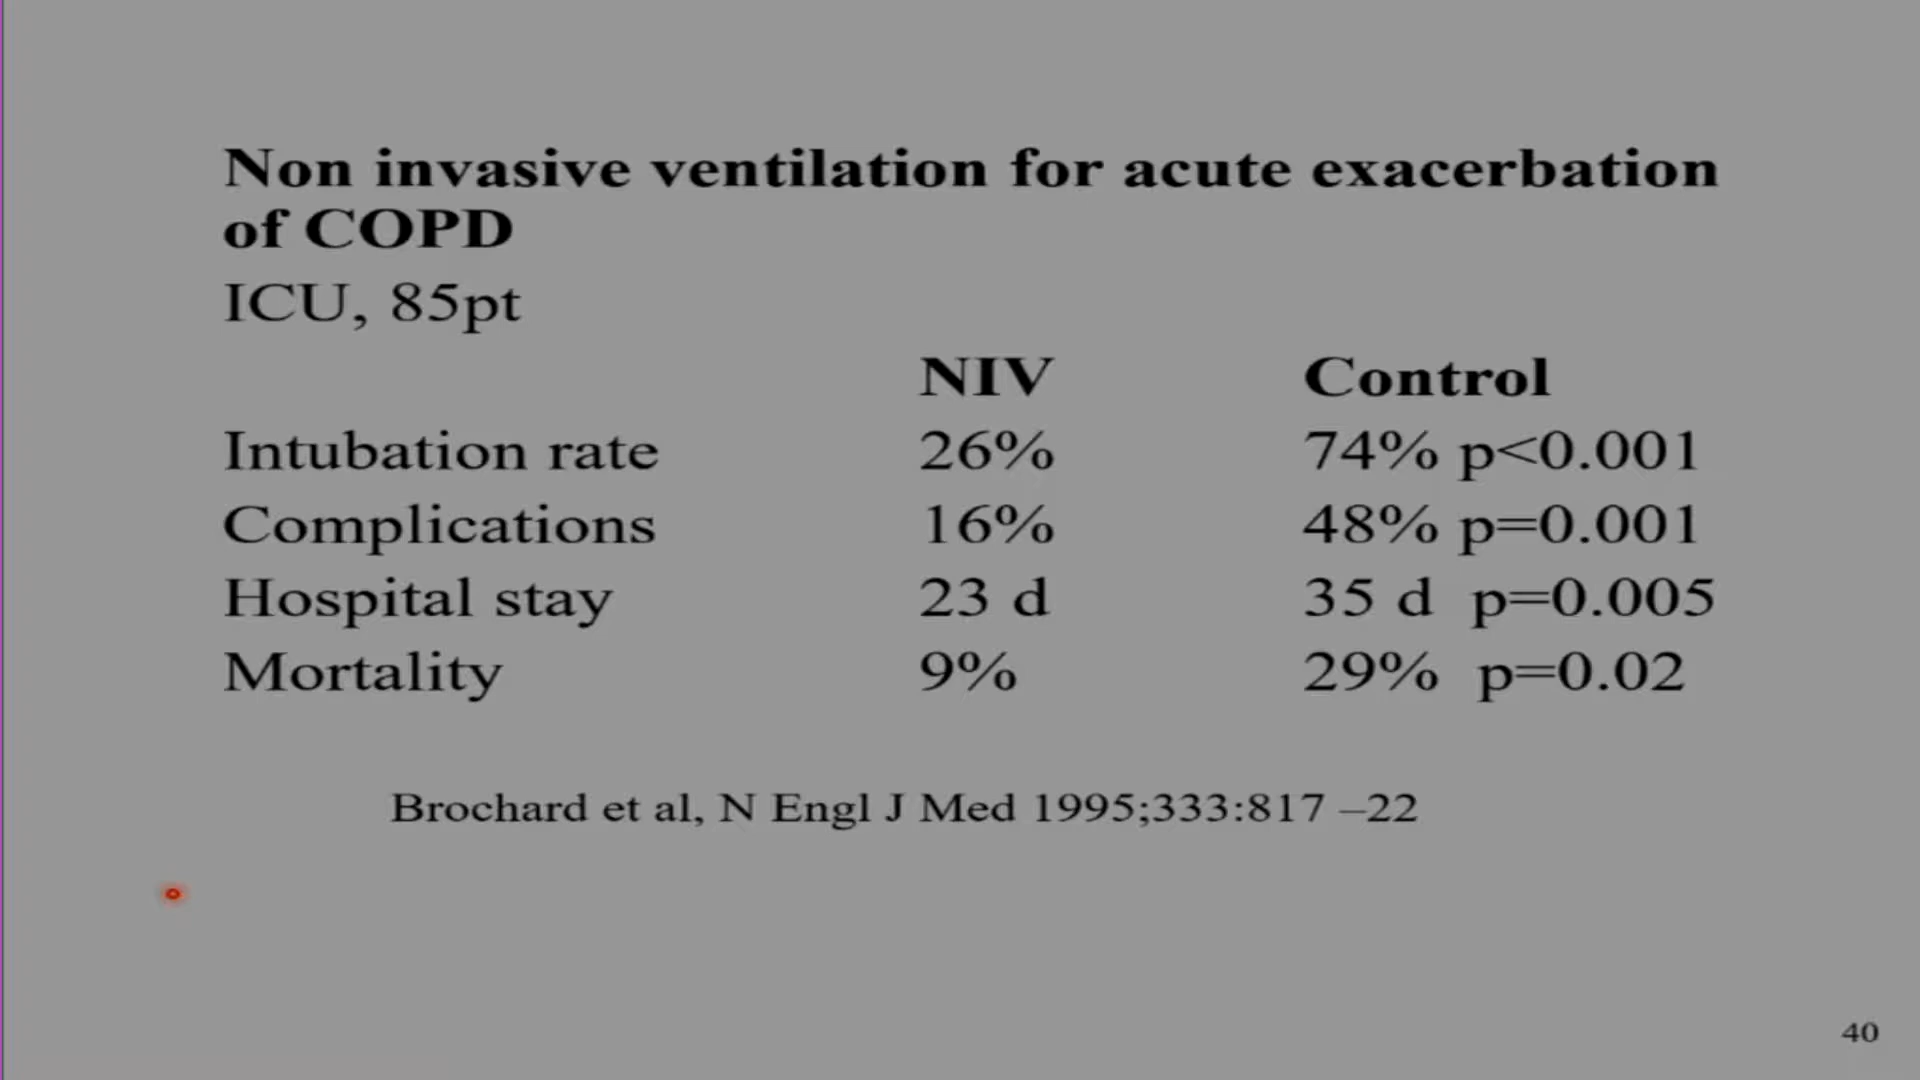 Non invasive ventilation for acute exacerbation
of COPD
ICU, 85pt
NIV Control
Intubation rate 26% 74% p<0.001
Complications 16% 48% p=0.001
Hospital stay 23 d 35 d p=0.005
Mortality 9% 29% p=0.02
Brochard et al, N Engl J Med 1995;333:817 –22
40